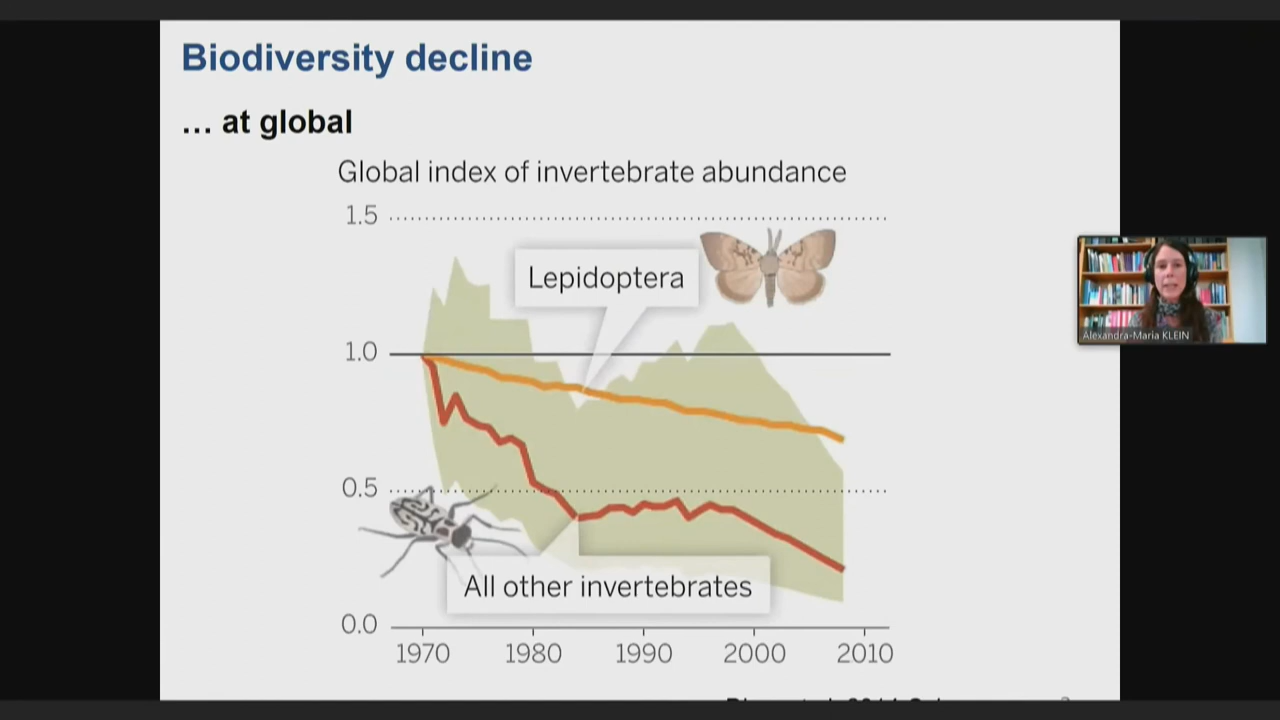 Biodiversity decline
... at global
Global index of invertebrate abundance
1.5
Lepidoptera
1.0
Alexandra-Maria KLEIN
0.5
All other invertebrates
0.0
1970 1980 1990 2000 2010